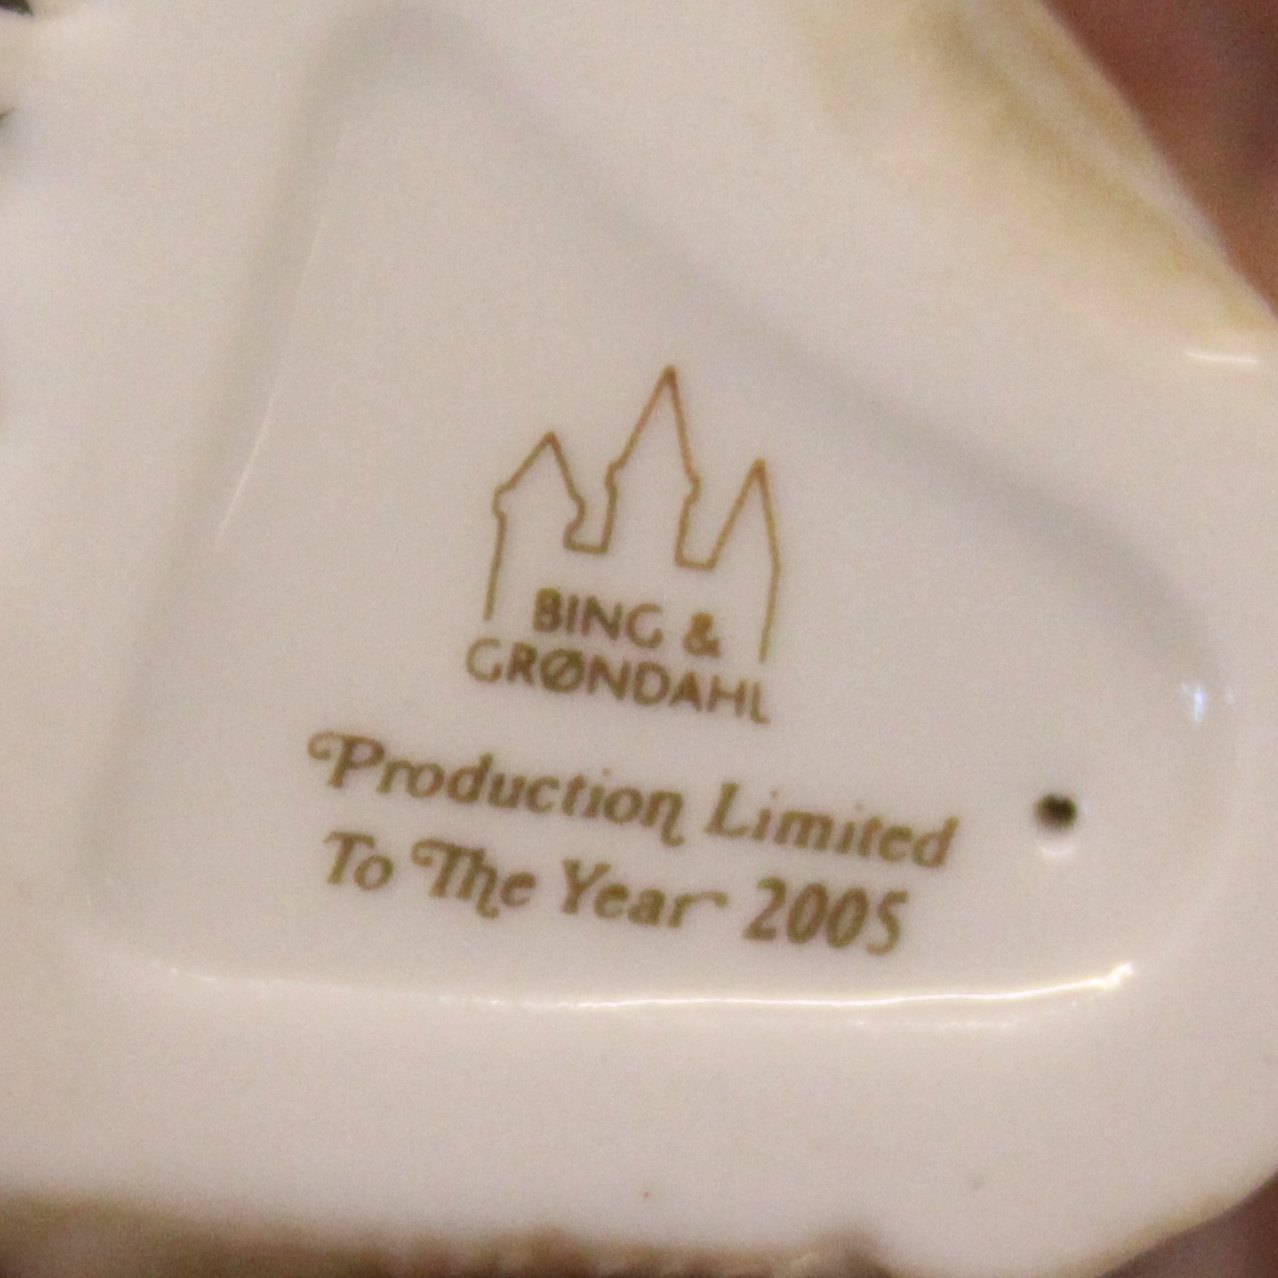 BING &
GRØNDAHL
Production Limited
To The Year 2005